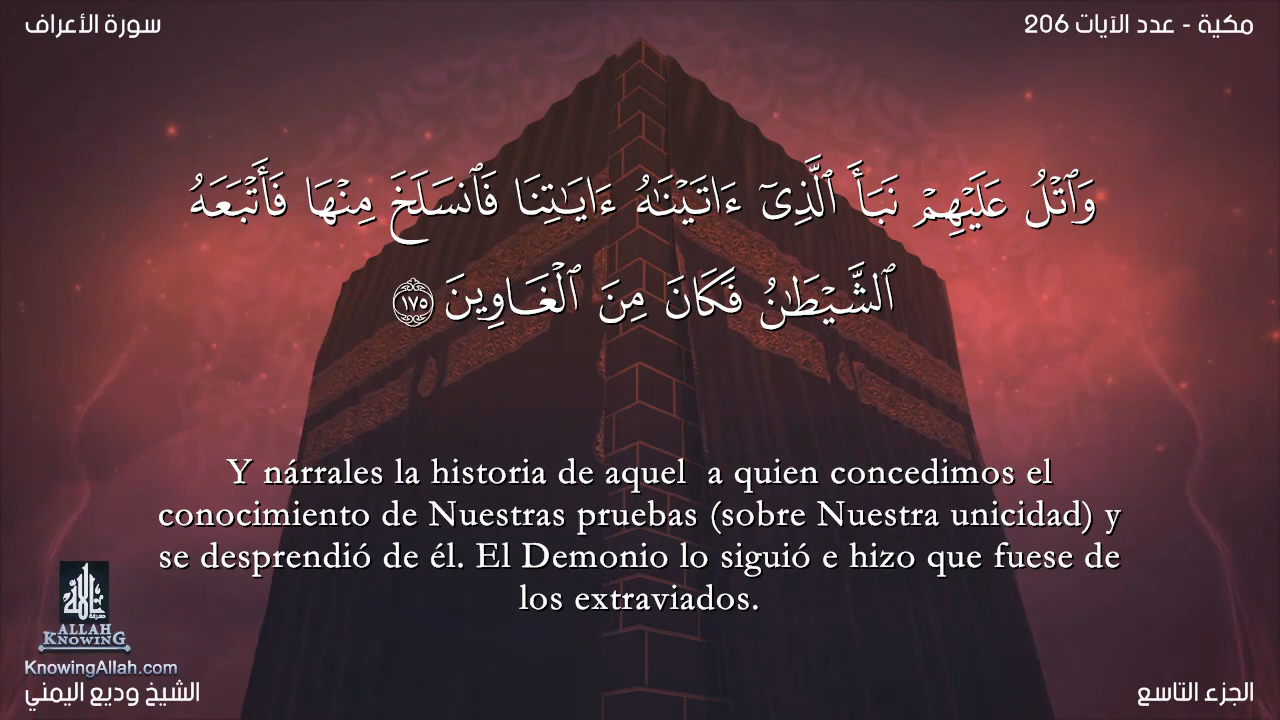 سورة الأعراف
مكية - عدد الآيات 206
وَٱتۡلُ عَلَيۡهِمۡ نَبَأَ ٱلَّذِىٓ ءَاتَيۡنَٰهُ ءَايَٰتِنَا فَٱنسَلَخَ مِنۡهَا فَأَتۡبَعَهُ
ٱلشَّيۡطَٰنُ فَكَانَ مِنَ ٱلۡغَاوِينَ ١٧٥
Y nárrales la historia de aquel a quien concedimos el
conocimiento de Nuestras pruebas (sobre Nuestra unicidad) y
se desprendió de él. El Demonio lo siguió e hizo que fuese de
los extraviados.
ALLAH
KNOWING
KnowingAllah.com
الشيخ وديع اليمني
الجزء التاسع